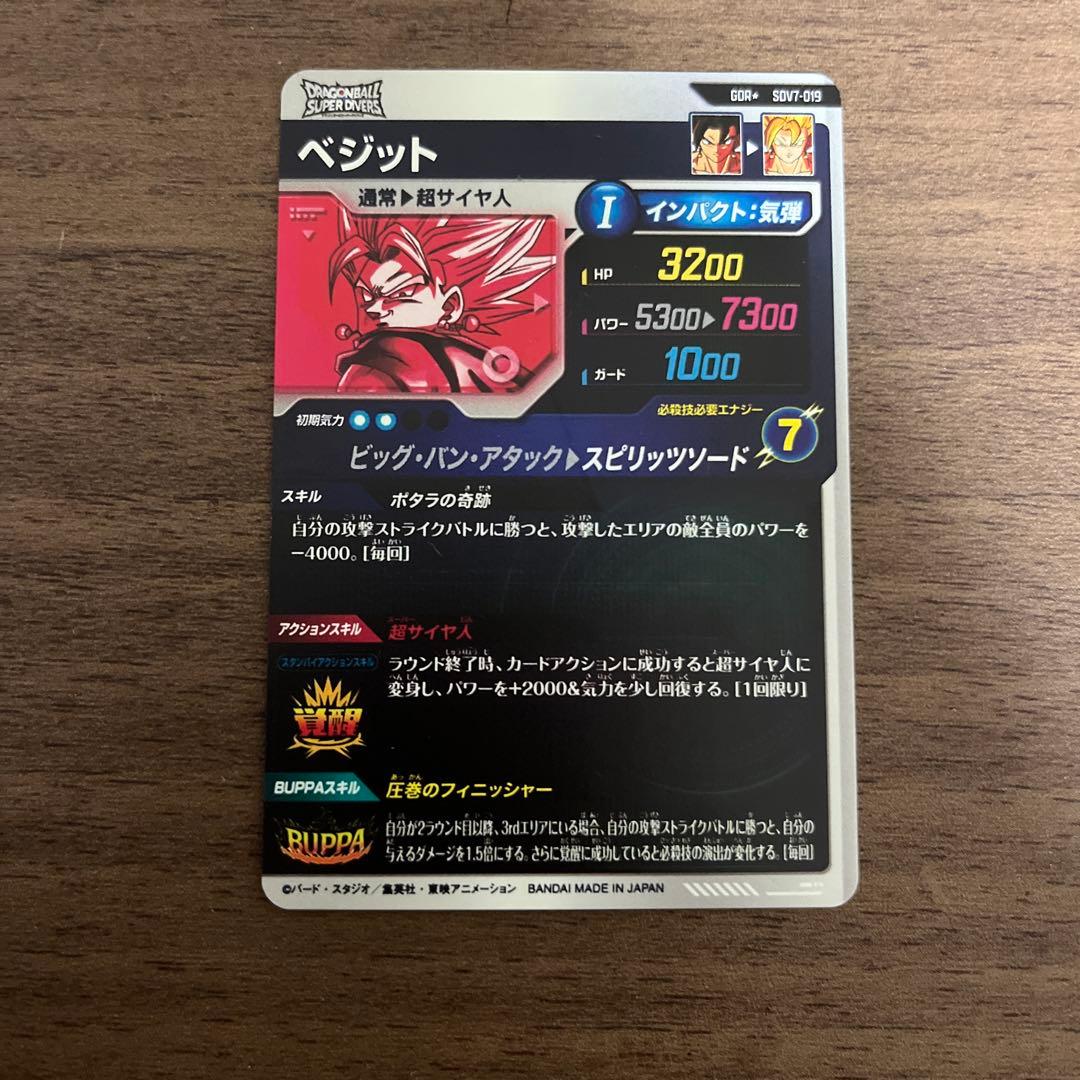 DRAGONBALL
SUPER DIVERS
GDR★ SDV7-019
ベジット
通常▶超サイヤ人
I インパクト：気弾
HP 3200
パワー 5300▶7300
ガード 1000
初期気力
必殺技必要エナジー
7
ビッグ・バン・アタック▶スピリッツソード
スキル ポタラの奇跡
自分の攻撃ストライクバトルに勝つと、攻撃したエリアの敵全員のパワーを
−4000。[毎回]
アクションスキル 超サイヤ人
スタンバイアクションスキル
覚醒
ラウンド終了時、カードアクションに成功すると超サイヤ人に
変身し、パワーを+2000&気力を少し回復する。[1回限り]
BUPPAスキル 圧巻のフィニッシャー
BUPPA
自分が2ラウンド目以降、3rdエリアにいる場合、自分の攻撃ストライクバトルに勝つと、自分の
与えるダメージを1.5倍にする。さらに覚醒に成功していると必殺技の演出が変化する。[毎回]
©バード・スタジオ／集英社・東映アニメーション BANDAI MADE IN JAPAN